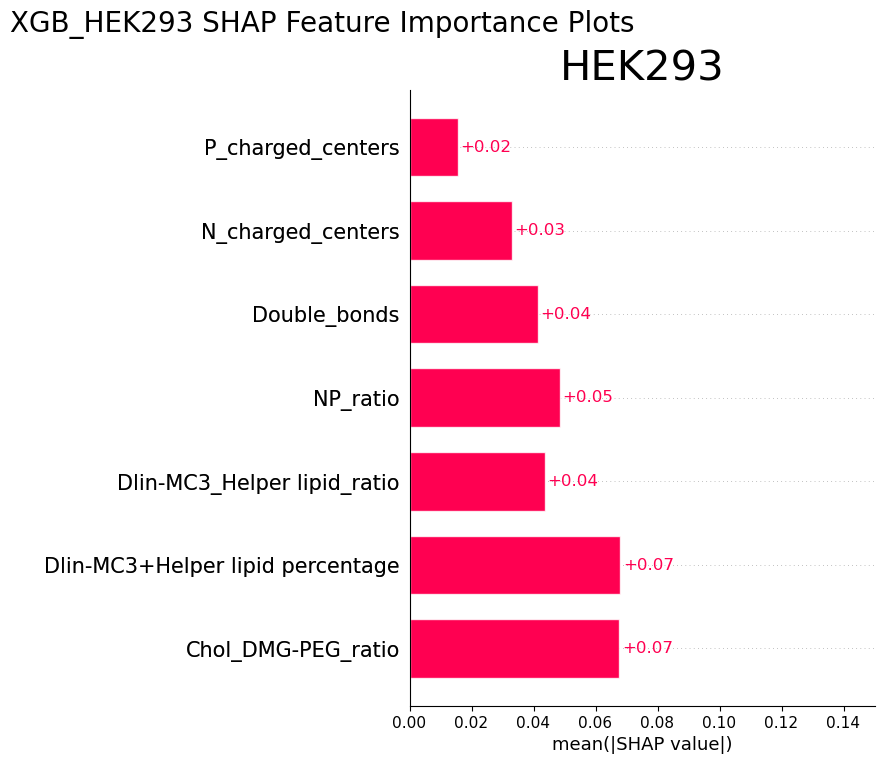 XGB_HEK293 SHAP Feature Importance Plots
HEK293
P_charged_centers +0.02
N_charged_centers +0.03
Double_bonds +0.04
NP_ratio +0.05
Dlin-MC3_Helper lipid_ratio +0.04
Dlin-MC3+Helper lipid percentage +0.07
Chol_DMG-PEG_ratio +0.07
0.00 0.02 0.04 0.06 0.08 0.10 0.12 0.14
mean(|SHAP value|)